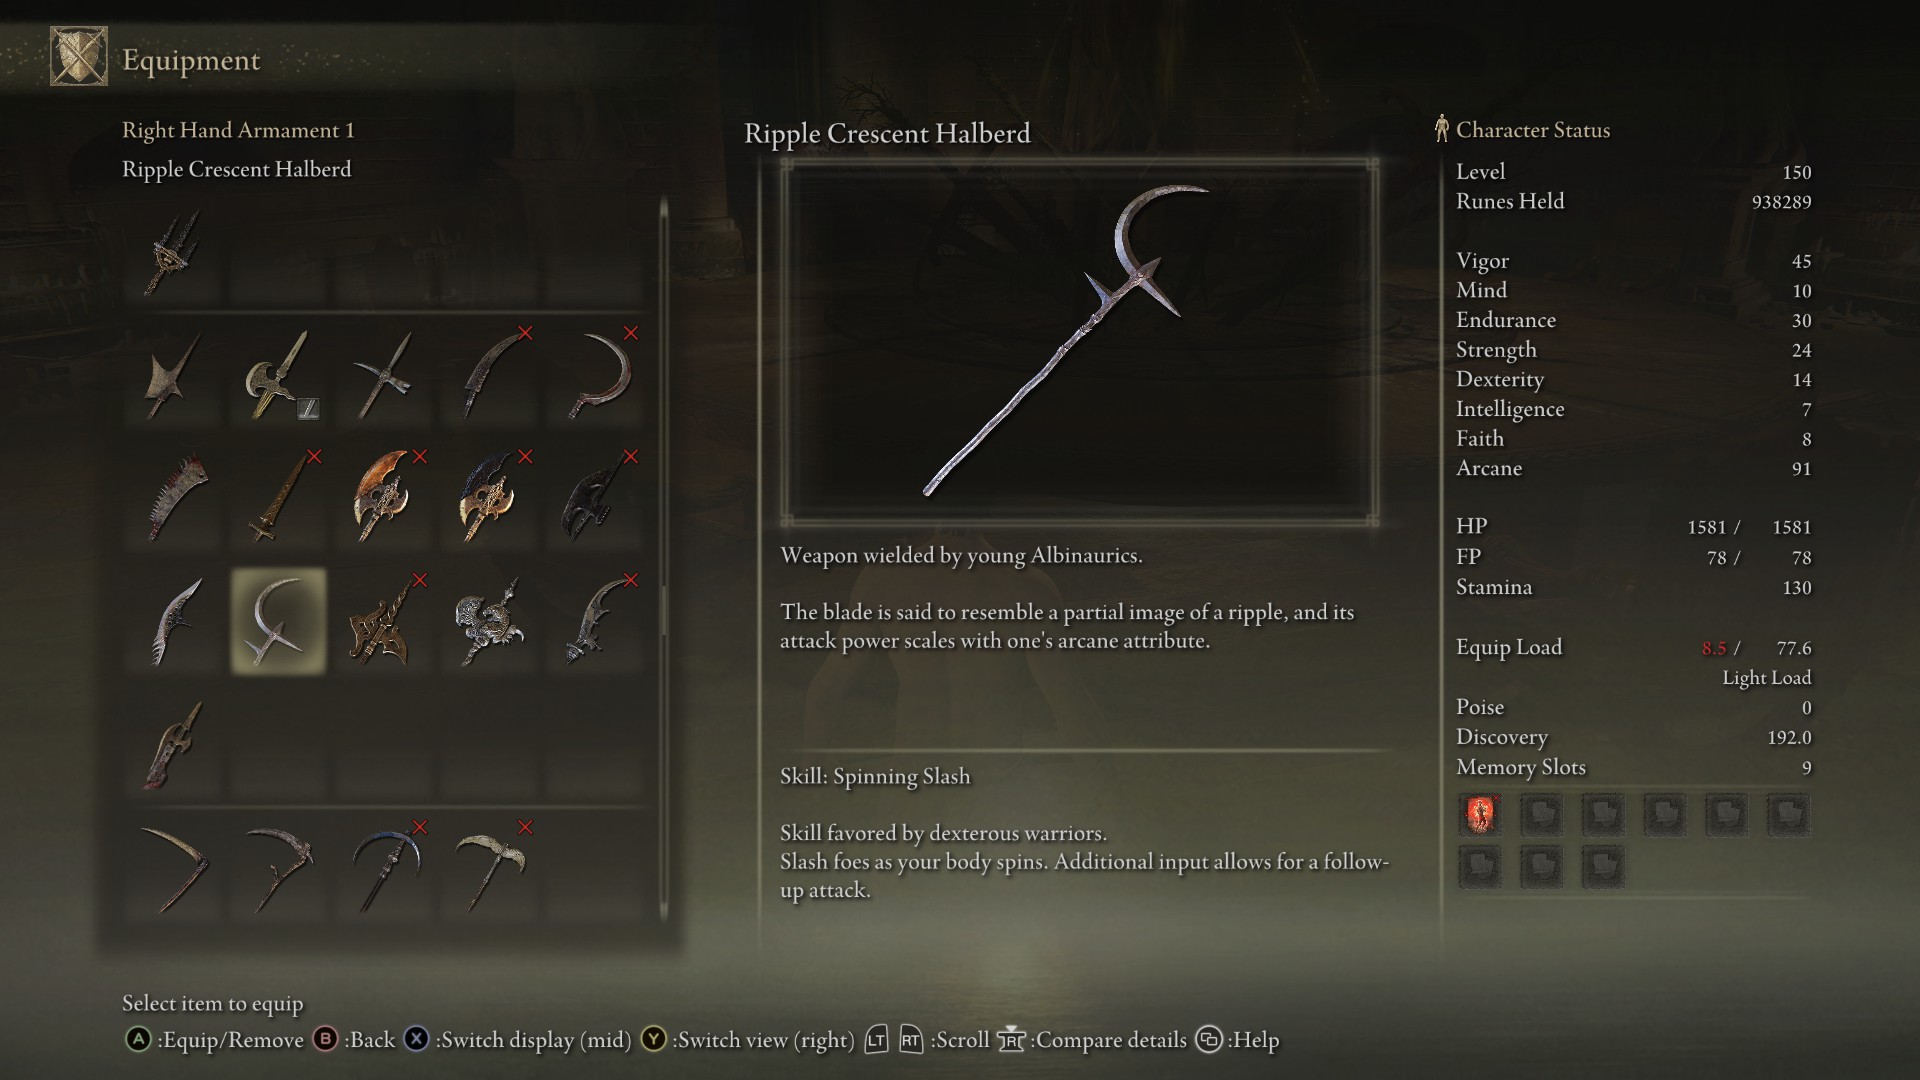 Equipment
Right Hand Armament 1
Ripple Crescent Halberd
Ripple Crescent Halberd
Weapon wielded by young Albinaurics.
The blade is said to resemble a partial image of a ripple, and its
attack power scales with one's arcane attribute.
Skill: Spinning Slash
Skill favored by dexterous warriors.
Slash foes as your body spins. Additional input allows for a follow-
up attack.
Character Status
Level 150
Runes Held 938289
Vigor 45
Mind 10
Endurance 30
Strength 24
Dexterity 14
Intelligence 7
Faith 8
Arcane 91
HP 1581 / 1581
FP 78 / 78
Stamina 130
Equip Load 8.5 / 77.6
Light Load
Poise 0
Discovery 192.0
Memory Slots 9
Select item to equip
A :Equip/Remove B :Back X :Switch display (mid) Y :Switch view (right) LT RT :Scroll R :Compare details :Help